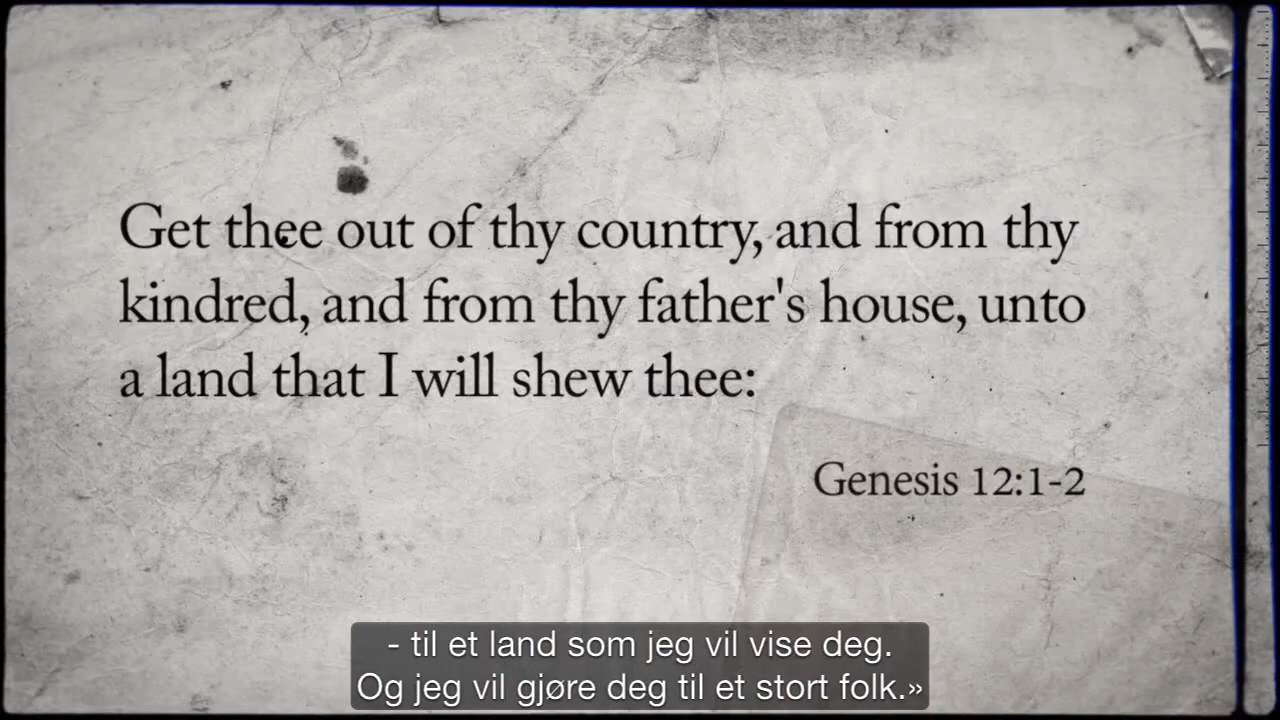 Get thee out of thy country, and from thy
kindred, and from thy father's house, unto
a land that I will shew thee:
Genesis 12:1-2
- til et land som jeg vil vise deg.
Og jeg vil gjøre deg til et stort folk.»